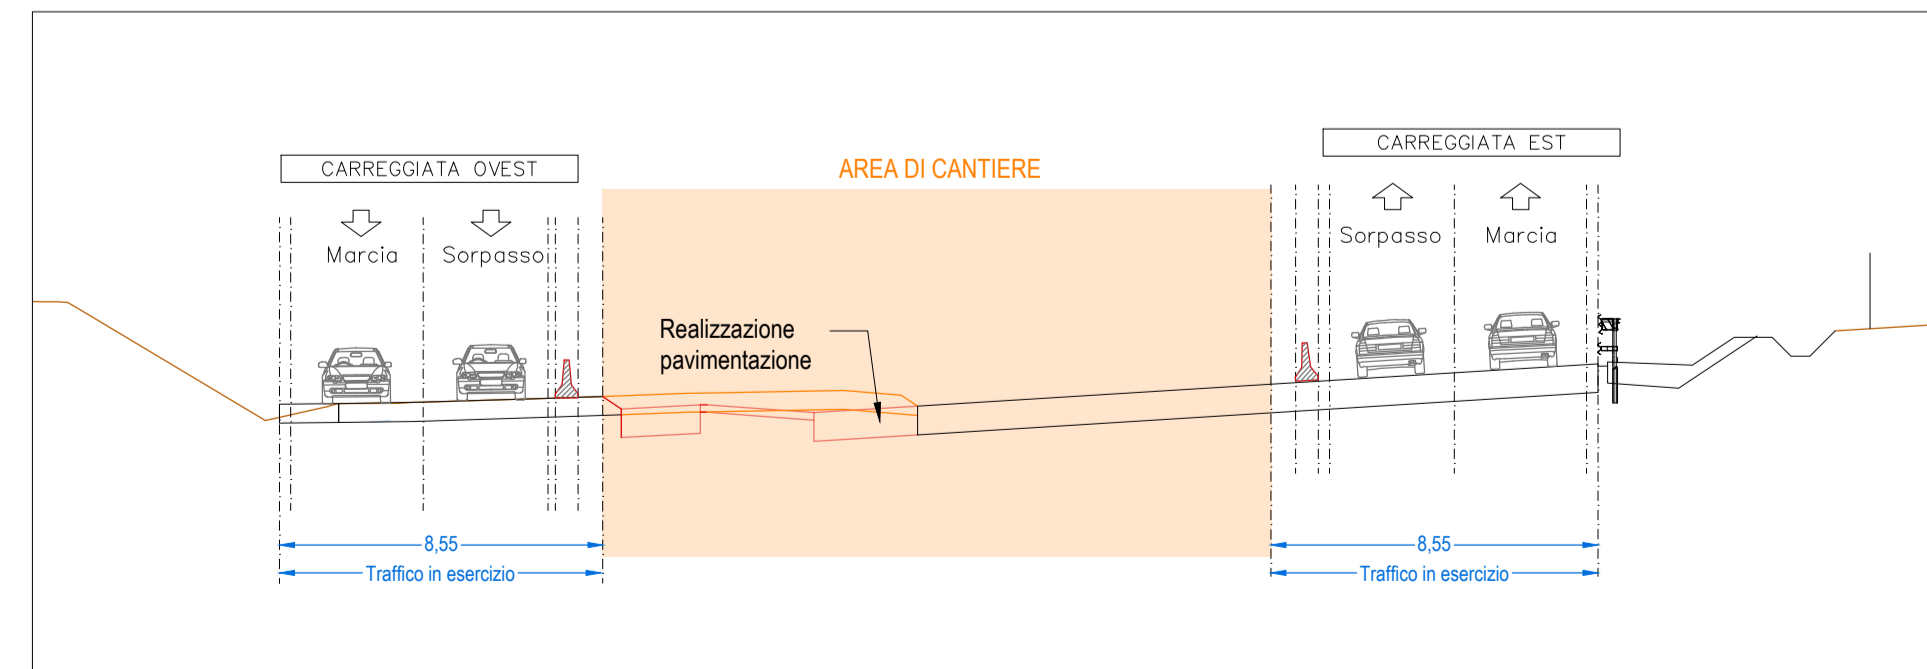 CARREGGIATA OVEST
Marcia
Sorpasso
AREA DI CANTIERE
Realizzazione
pavimentazione
CARREGGIATA EST
Sorpasso
Marcia
8,55
Traffico in esercizio
8,55
Traffico in esercizio